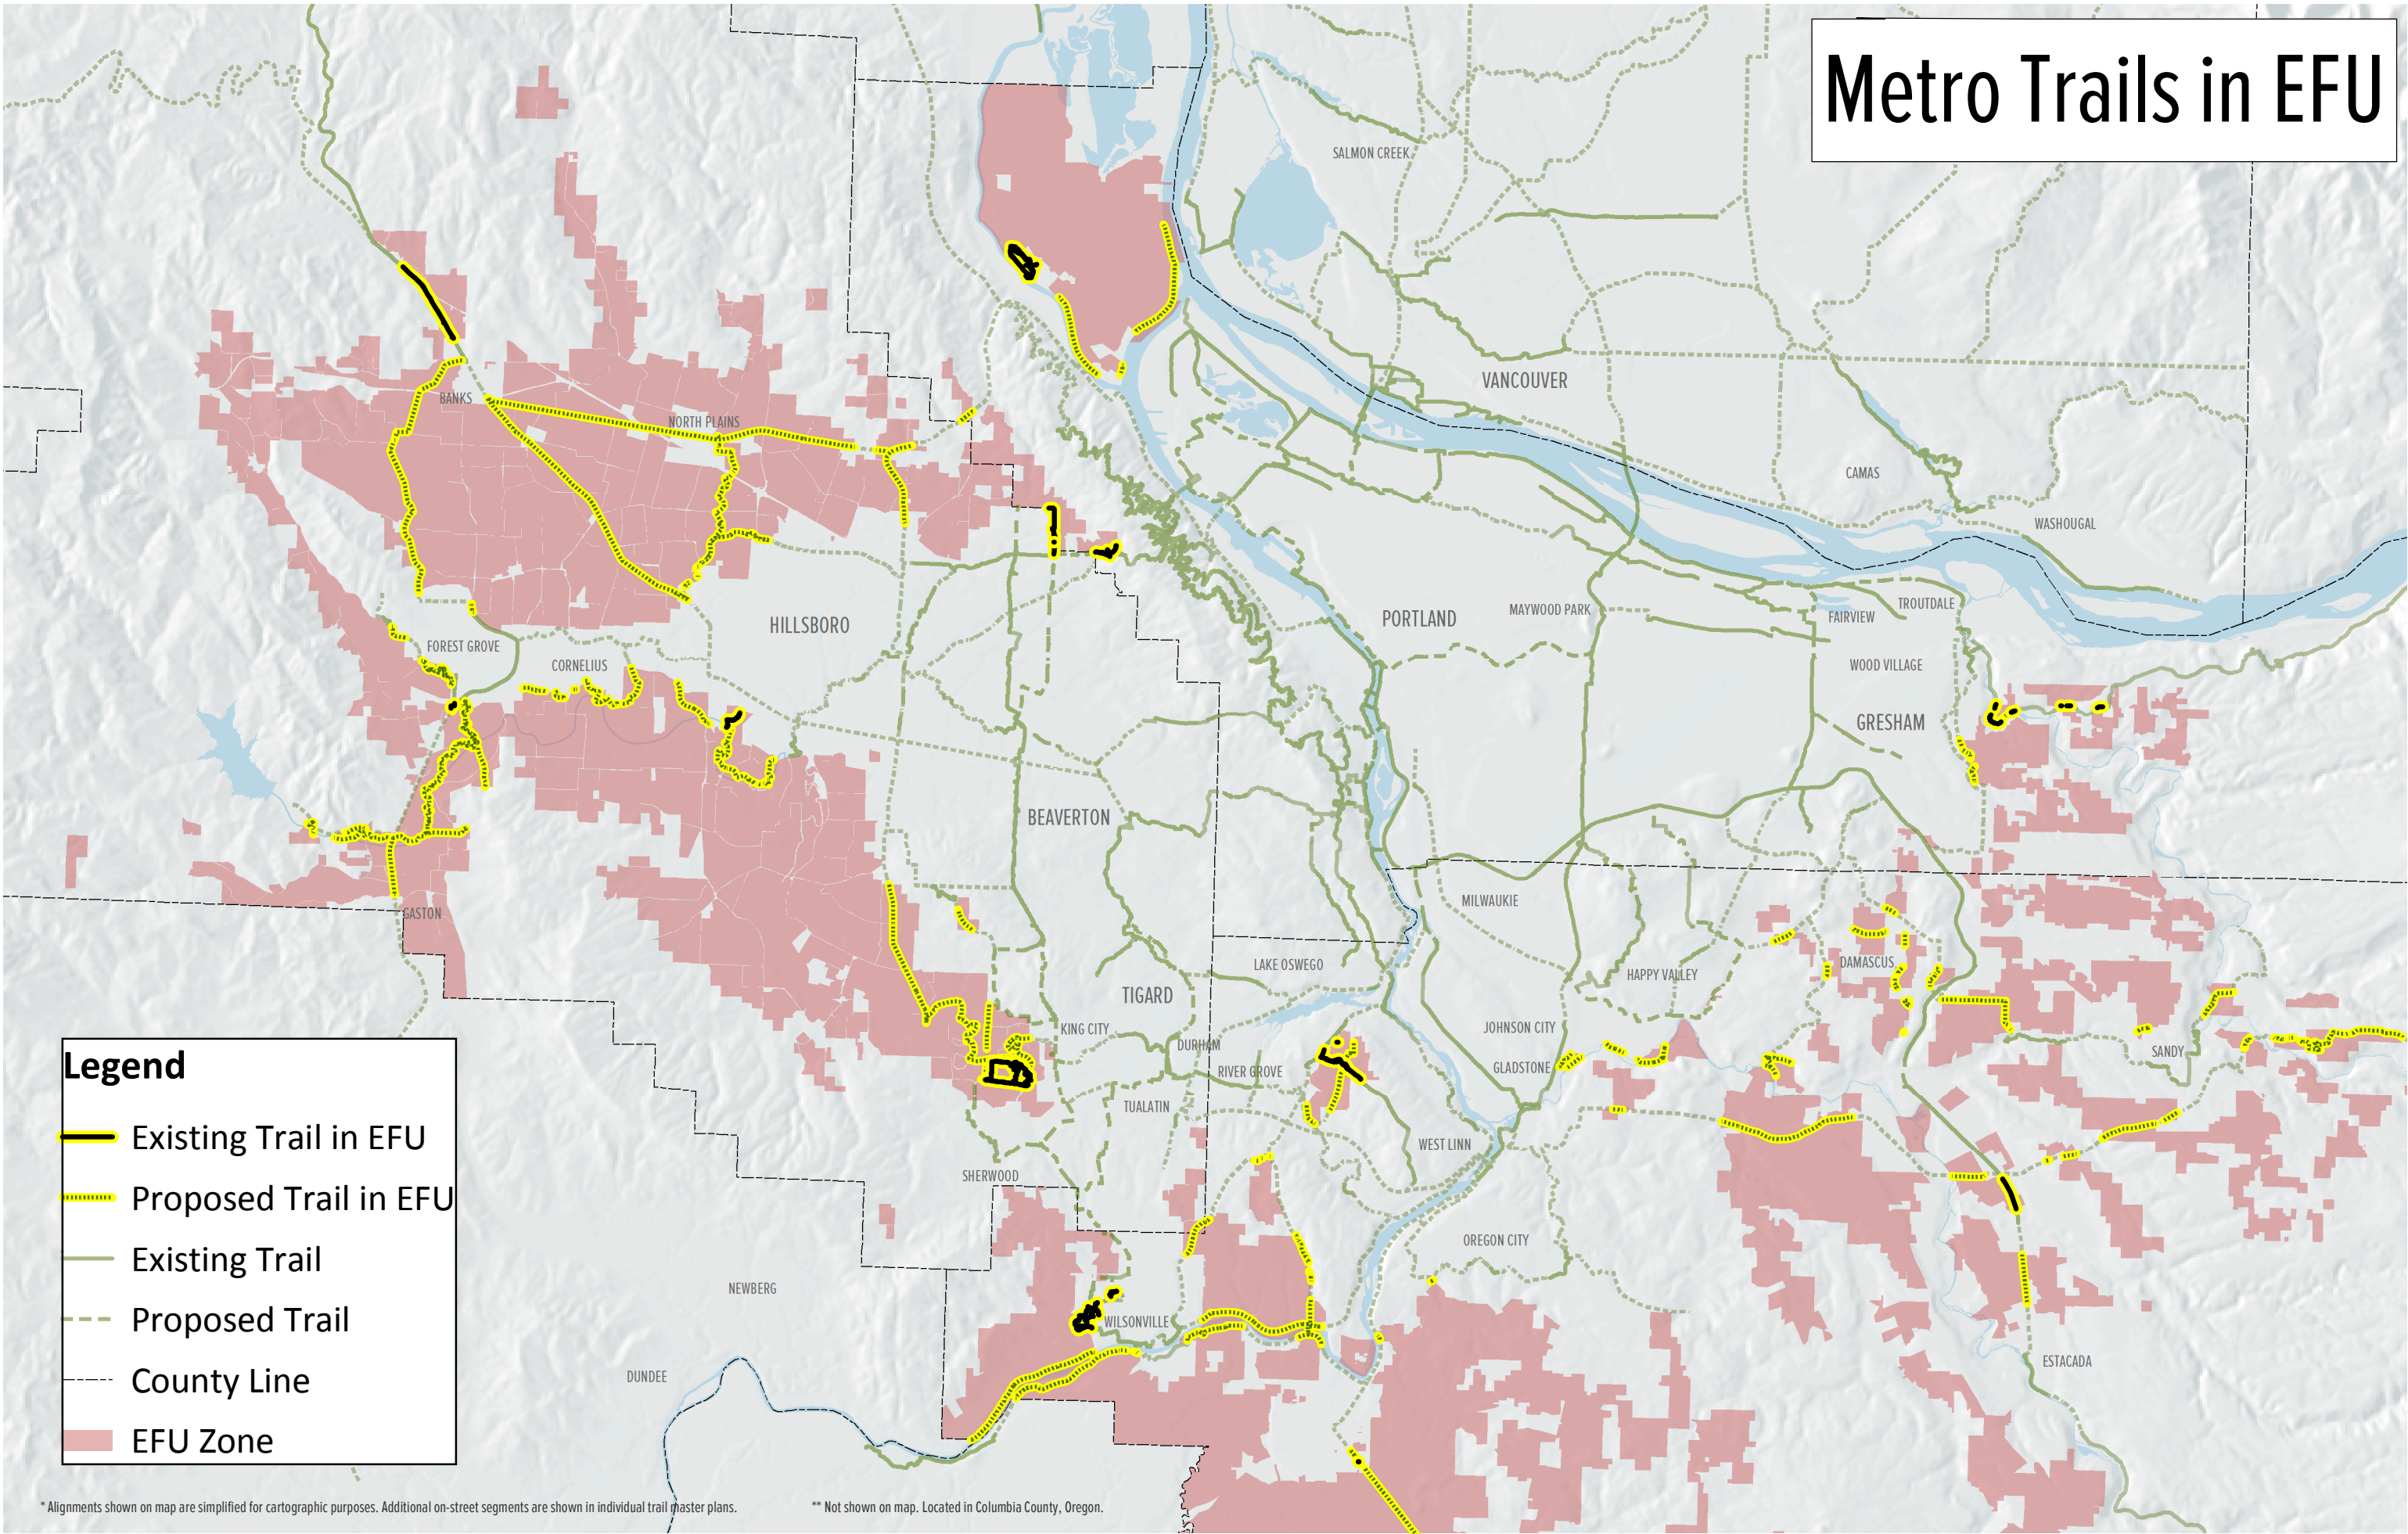 Metro Trails in EFU
SALMON CREEK
VANCOUVER
BANKS
NORTH PLAINS
CAMAS
WASHOUGAL
HILLSBORO
PORTLAND
MAYWOOD PARK
FAIRVIEW
TROUTDALE
FOREST GROVE
CORNELIUS
WOOD VILLAGE
GRESHAM
BEAVERTON
MILWAUKIE
GASTON
LAKE OSWEGO
HAPPY VALLEY
DAMASCUS
TIGARD
KING CITY
DURHAM
JOHNSON CITY
RIVER GROVE
GLADSTONE
SANDY
TUALATIN
WEST LINN
SHERWOOD
OREGON CITY
NEWBERG
WILSONVILLE
DUNDEE
ESTACADA
Legend
Existing Trail in EFU
Proposed Trail in EFU
Existing Trail
Proposed Trail
County Line
EFU Zone
* Alignments shown on map are simplified for cartographic purposes. Additional on-street segments are shown in individual trail master plans.
** Not shown on map. Located in Columbia County, Oregon.